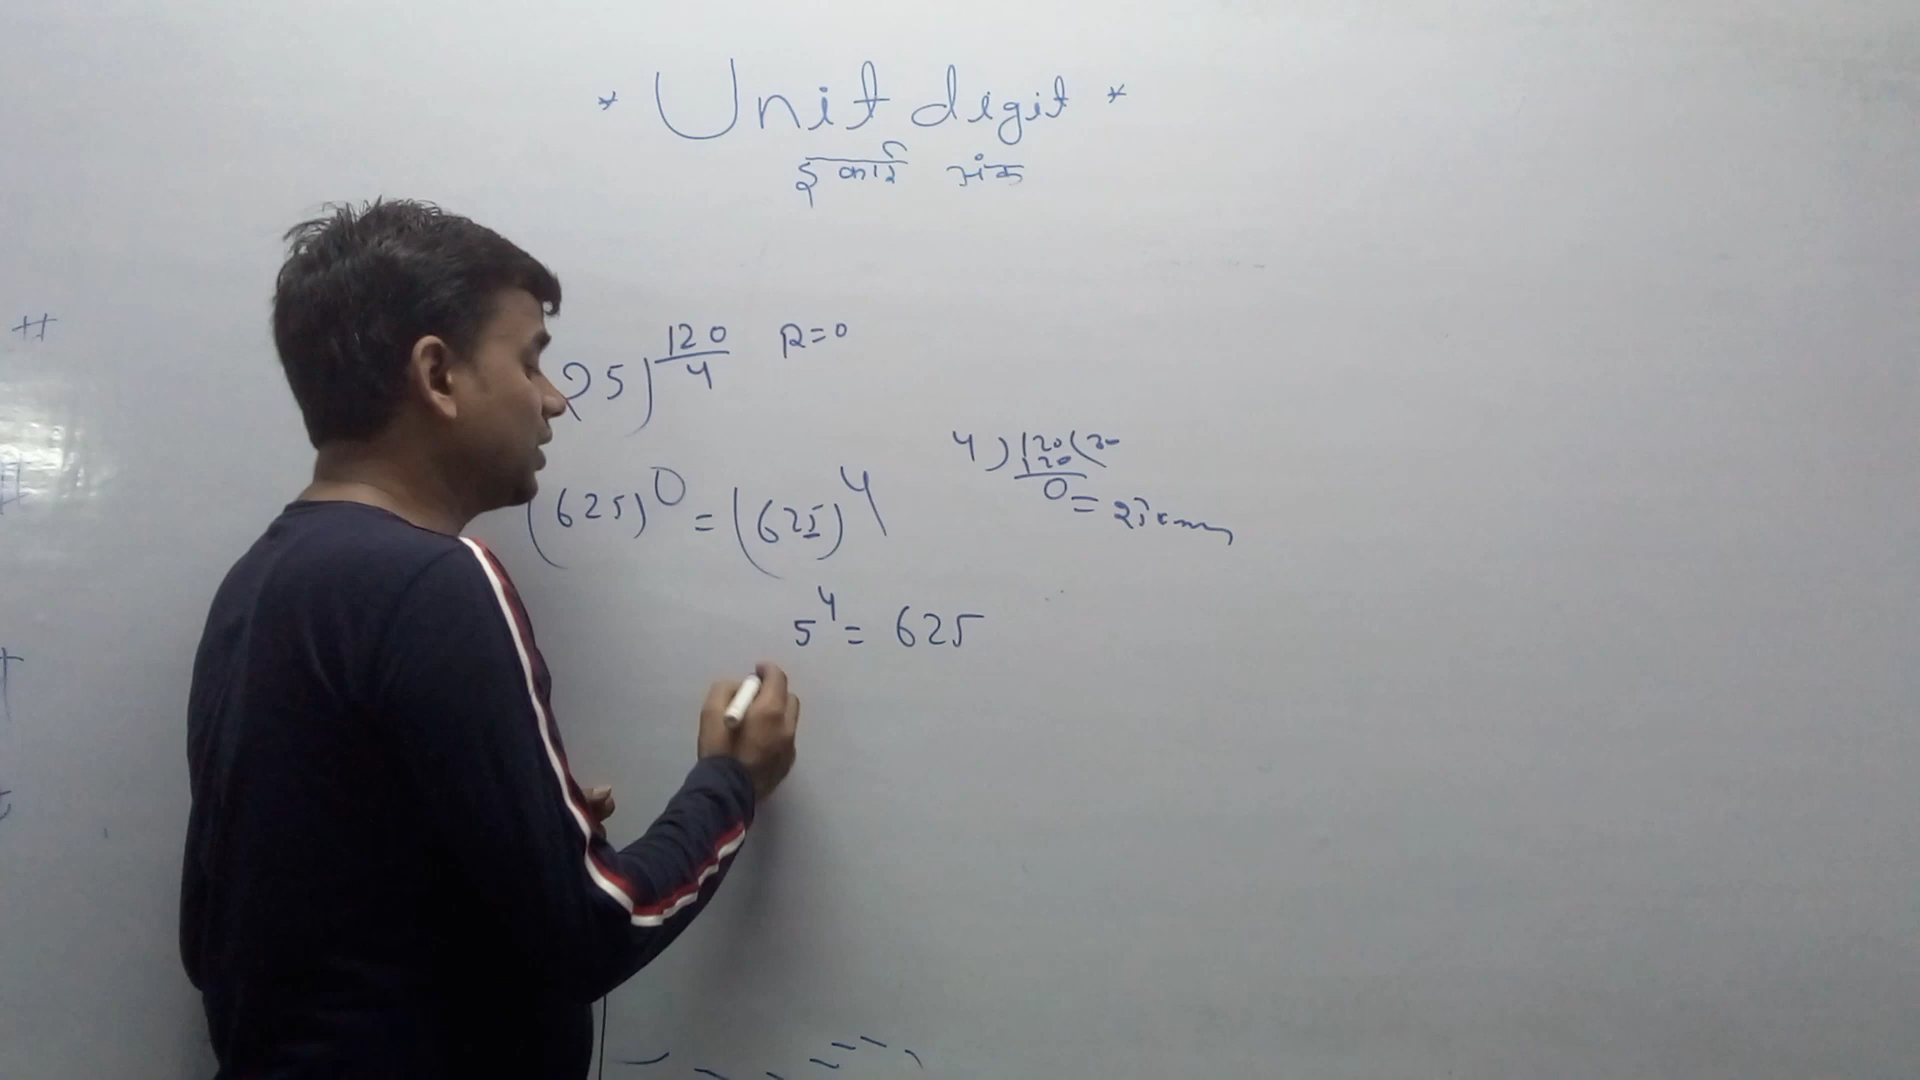 * Unit digit *
इकाई अंक
#
25)^120/4 R=0
4)120(30
120
0 =
(625)^0 = (625)^4
5^4 = 625